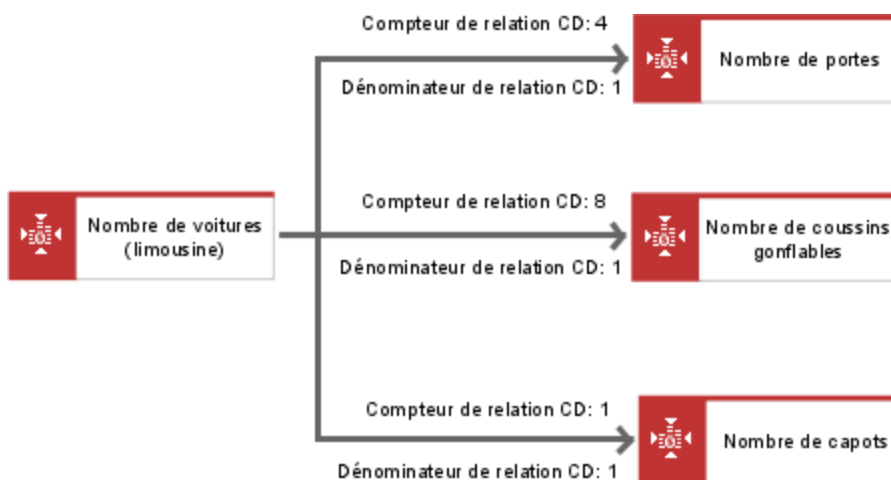 Compteur de relation CD: 4
Nombre de portes
Dénominateur de relation CD: 1
Nombre de voitures
(limousine)
Compteur de relation CD: 8
Nombre de coussins
gonflables
Dénominateur de relation CD: 1
Compteur de relation CD: 1
Nombre de capots
Dénominateur de relation CD: 1